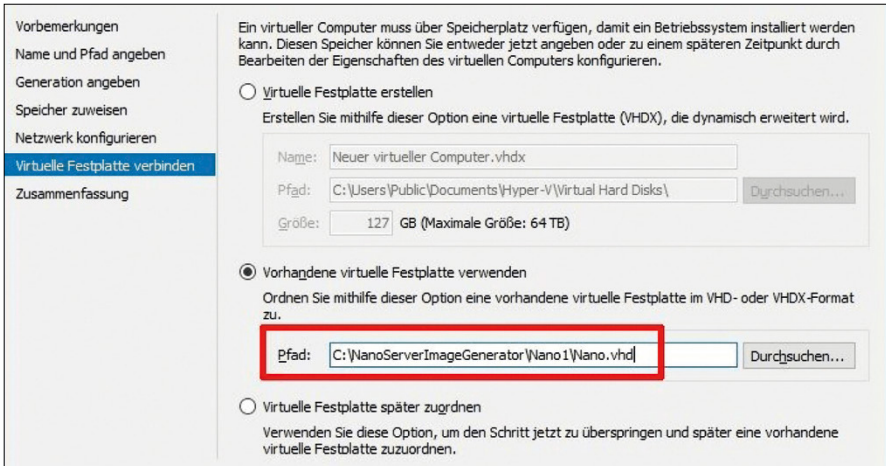 Vorbemerkungen
Name und Pfad angeben
Generation angeben
Speicher zuweisen
Netzwerk konfigurieren
Virtuelle Festplatte verbinden
Zusammenfassung
Ein virtueller Computer muss über Speicherplatz verfügen, damit ein Betriebssystem installiert werden
kann. Diesen Speicher können Sie entweder jetzt angeben oder zu einem späteren Zeitpunkt durch
Bearbeiten der Eigenschaften des virtuellen Computers konfigurieren.
Virtuelle Festplatte erstellen
Erstellen Sie mithilfe dieser Option eine virtuelle Festplatte (VHDX), die dynamisch erweitert wird.
Name: Neuer virtueller Computer.vhdx
Pfad: C:\Users\Public\Documents\Hyper-V\Virtual Hard Disks\ Durchsuchen...
Größe: 127 GB (Maximale Größe: 64 TB)
Vorhandene virtuelle Festplatte verwenden
Ordnen Sie mithilfe dieser Option eine vorhandene virtuelle Festplatte im VHD- oder VHDX-Format
zu.
Pfad: C:\NanoServerImageGenerator\Nano1\Nano.vhd Durchsuchen...
Virtuelle Festplatte später zuordnen
Verwenden Sie diese Option, um den Schritt jetzt zu überspringen und später eine vorhandene
virtuelle Festplatte zuzuordnen.